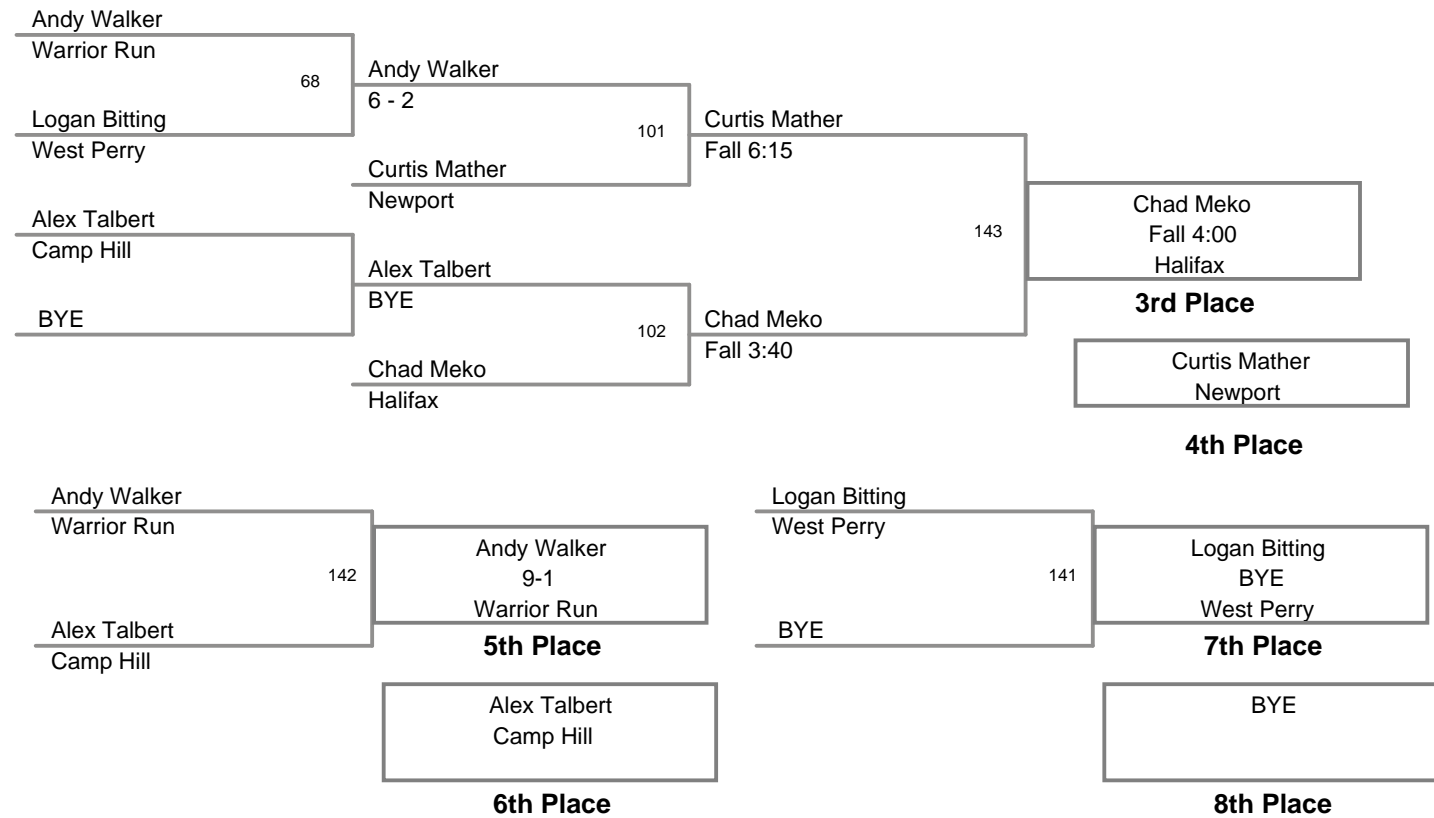 Andy Walker
Warrior Run
68
Logan Bitting
West Perry
Alex Talbert
Camp Hill
BYE
Andy Walker
6 - 2
101
Curtis Mather
Newport
Alex Talbert
BYE
102
Chad Meko
Halifax
Curtis Mather
Fall 6:15
143
Chad Meko
Fall 3:40
Chad Meko
Fall 4:00
Halifax
3rd Place
Curtis Mather
Newport
4th Place
Andy Walker
Warrior Run
142
Alex Talbert
Camp Hill
Andy Walker
9-1
Warrior Run
5th Place
Alex Talbert
Camp Hill
6th Place
Logan Bitting
West Perry
141
BYE
Logan Bitting
BYE
West Perry
7th Place
BYE
8th Place